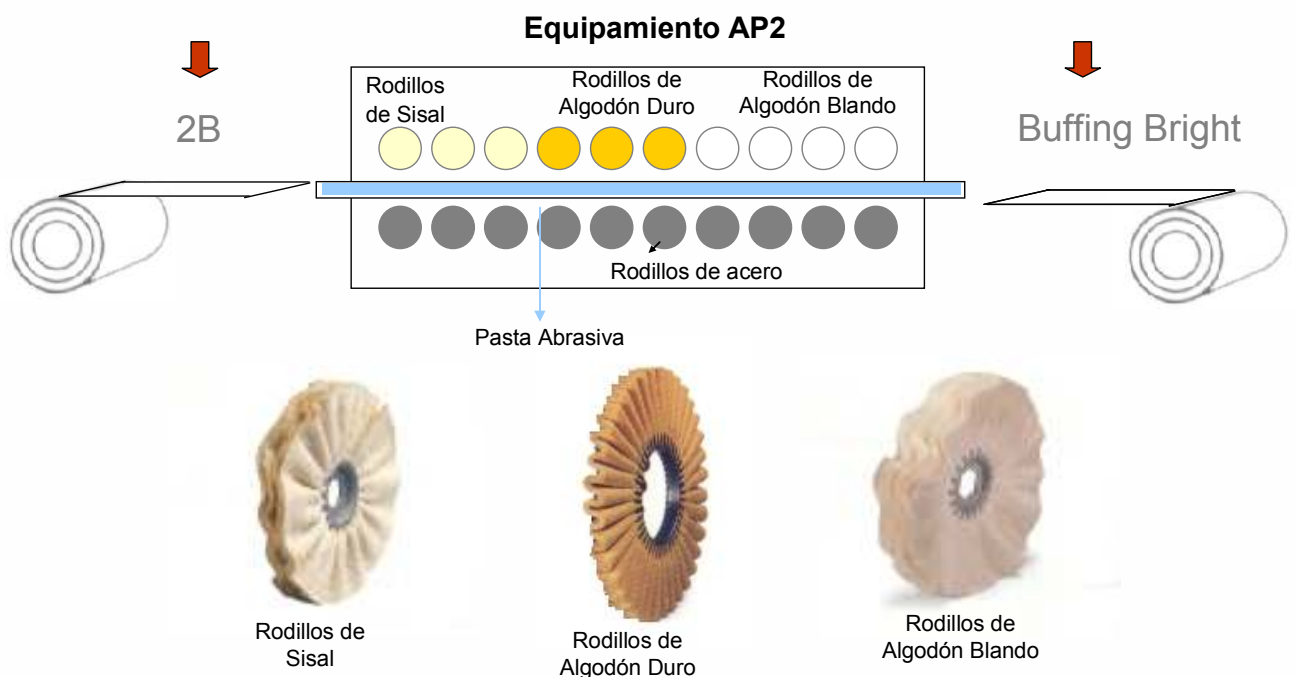 Equipamiento AP2
Rodillos
de Sisal
Rodillos de
Algodón Duro
Rodillos de
Algodón Blando
2B
Buffing Bright
Rodillos de acero
Pasta Abrasiva
Rodillos de
Sisal
Rodillos de
Algodón Duro
Rodillos de
Algodón Blando